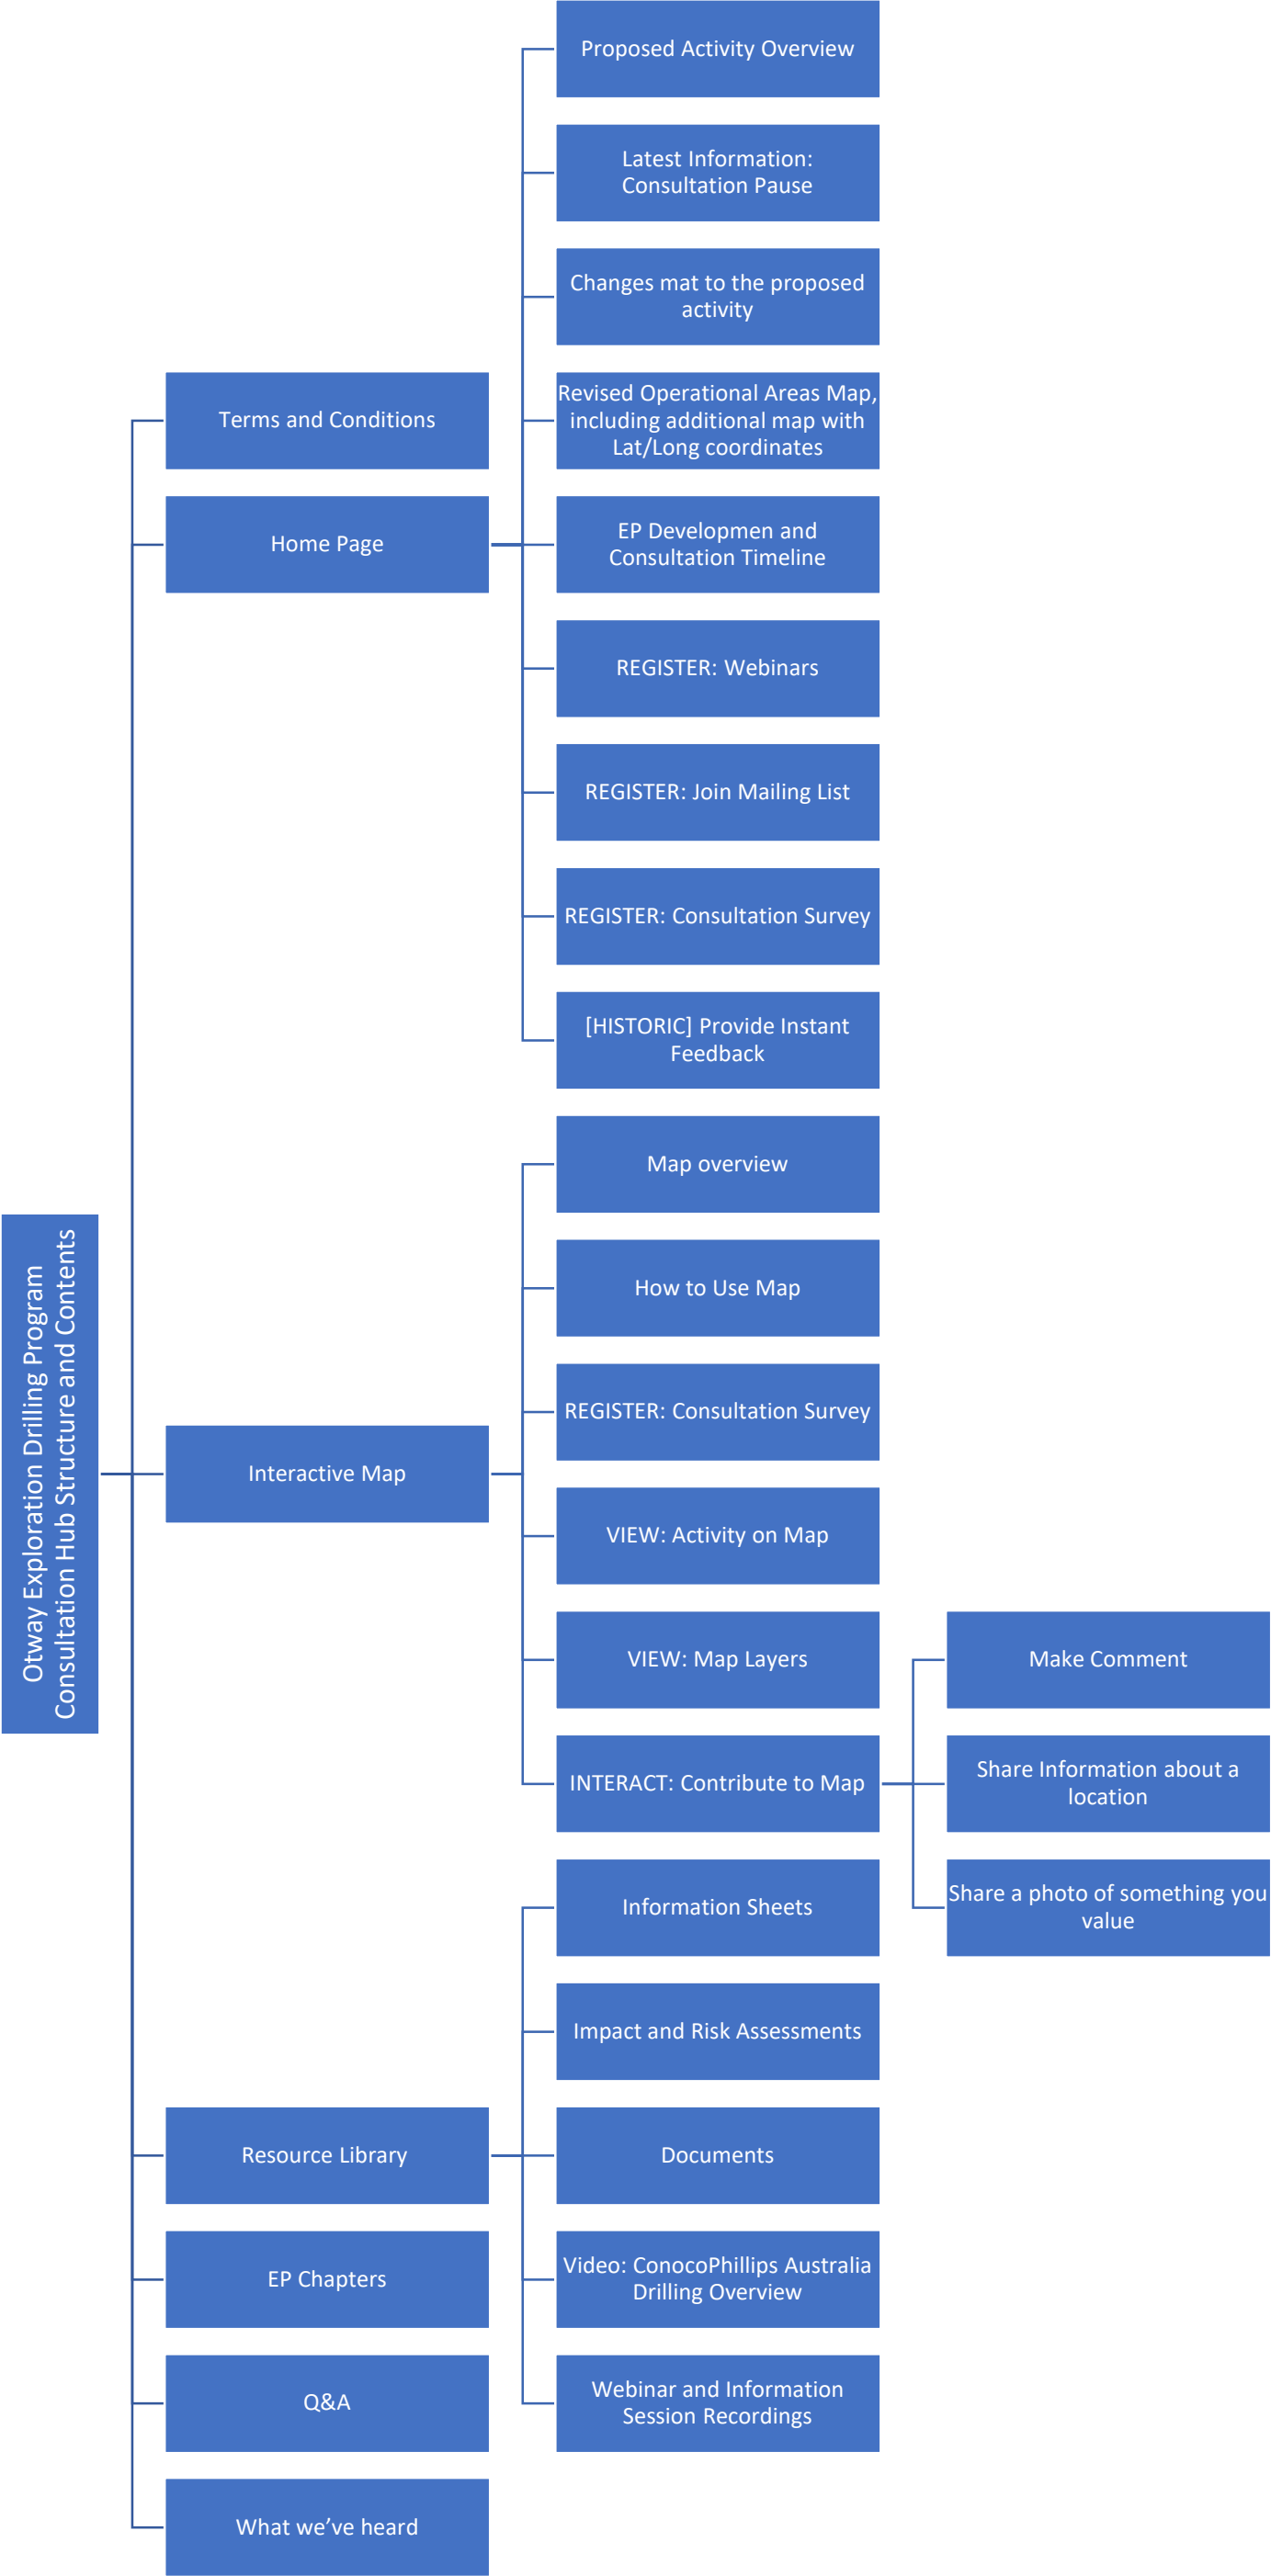 Otway Exploration Drilling Program
Consultation Hub Structure and Contents
Terms and Conditions
Home Page
Proposed Activity Overview
Latest Information:
Consultation Pause
Changes mat to the proposed
activity
Revised Operational Areas Map,
including additional map with
Lat/Long coordinates
EP Developmen and
Consultation Timeline
REGISTER: Webinars
REGISTER: Join Mailing List
REGISTER: Consultation Survey
[HISTORIC] Provide Instant
Feedback
Interactive Map
Map overview
How to Use Map
REGISTER: Consultation Survey
VIEW: Activity on Map
VIEW: Map Layers
INTERACT: Contribute to Map
Make Comment
Share Information about a
location
Share a photo of something you
value
Resource Library
Information Sheets
Impact and Risk Assessments
Documents
Video: ConocoPhillips Australia
Drilling Overview
Webinar and Information
Session Recordings
EP Chapters
Q&A
What we’ve heard